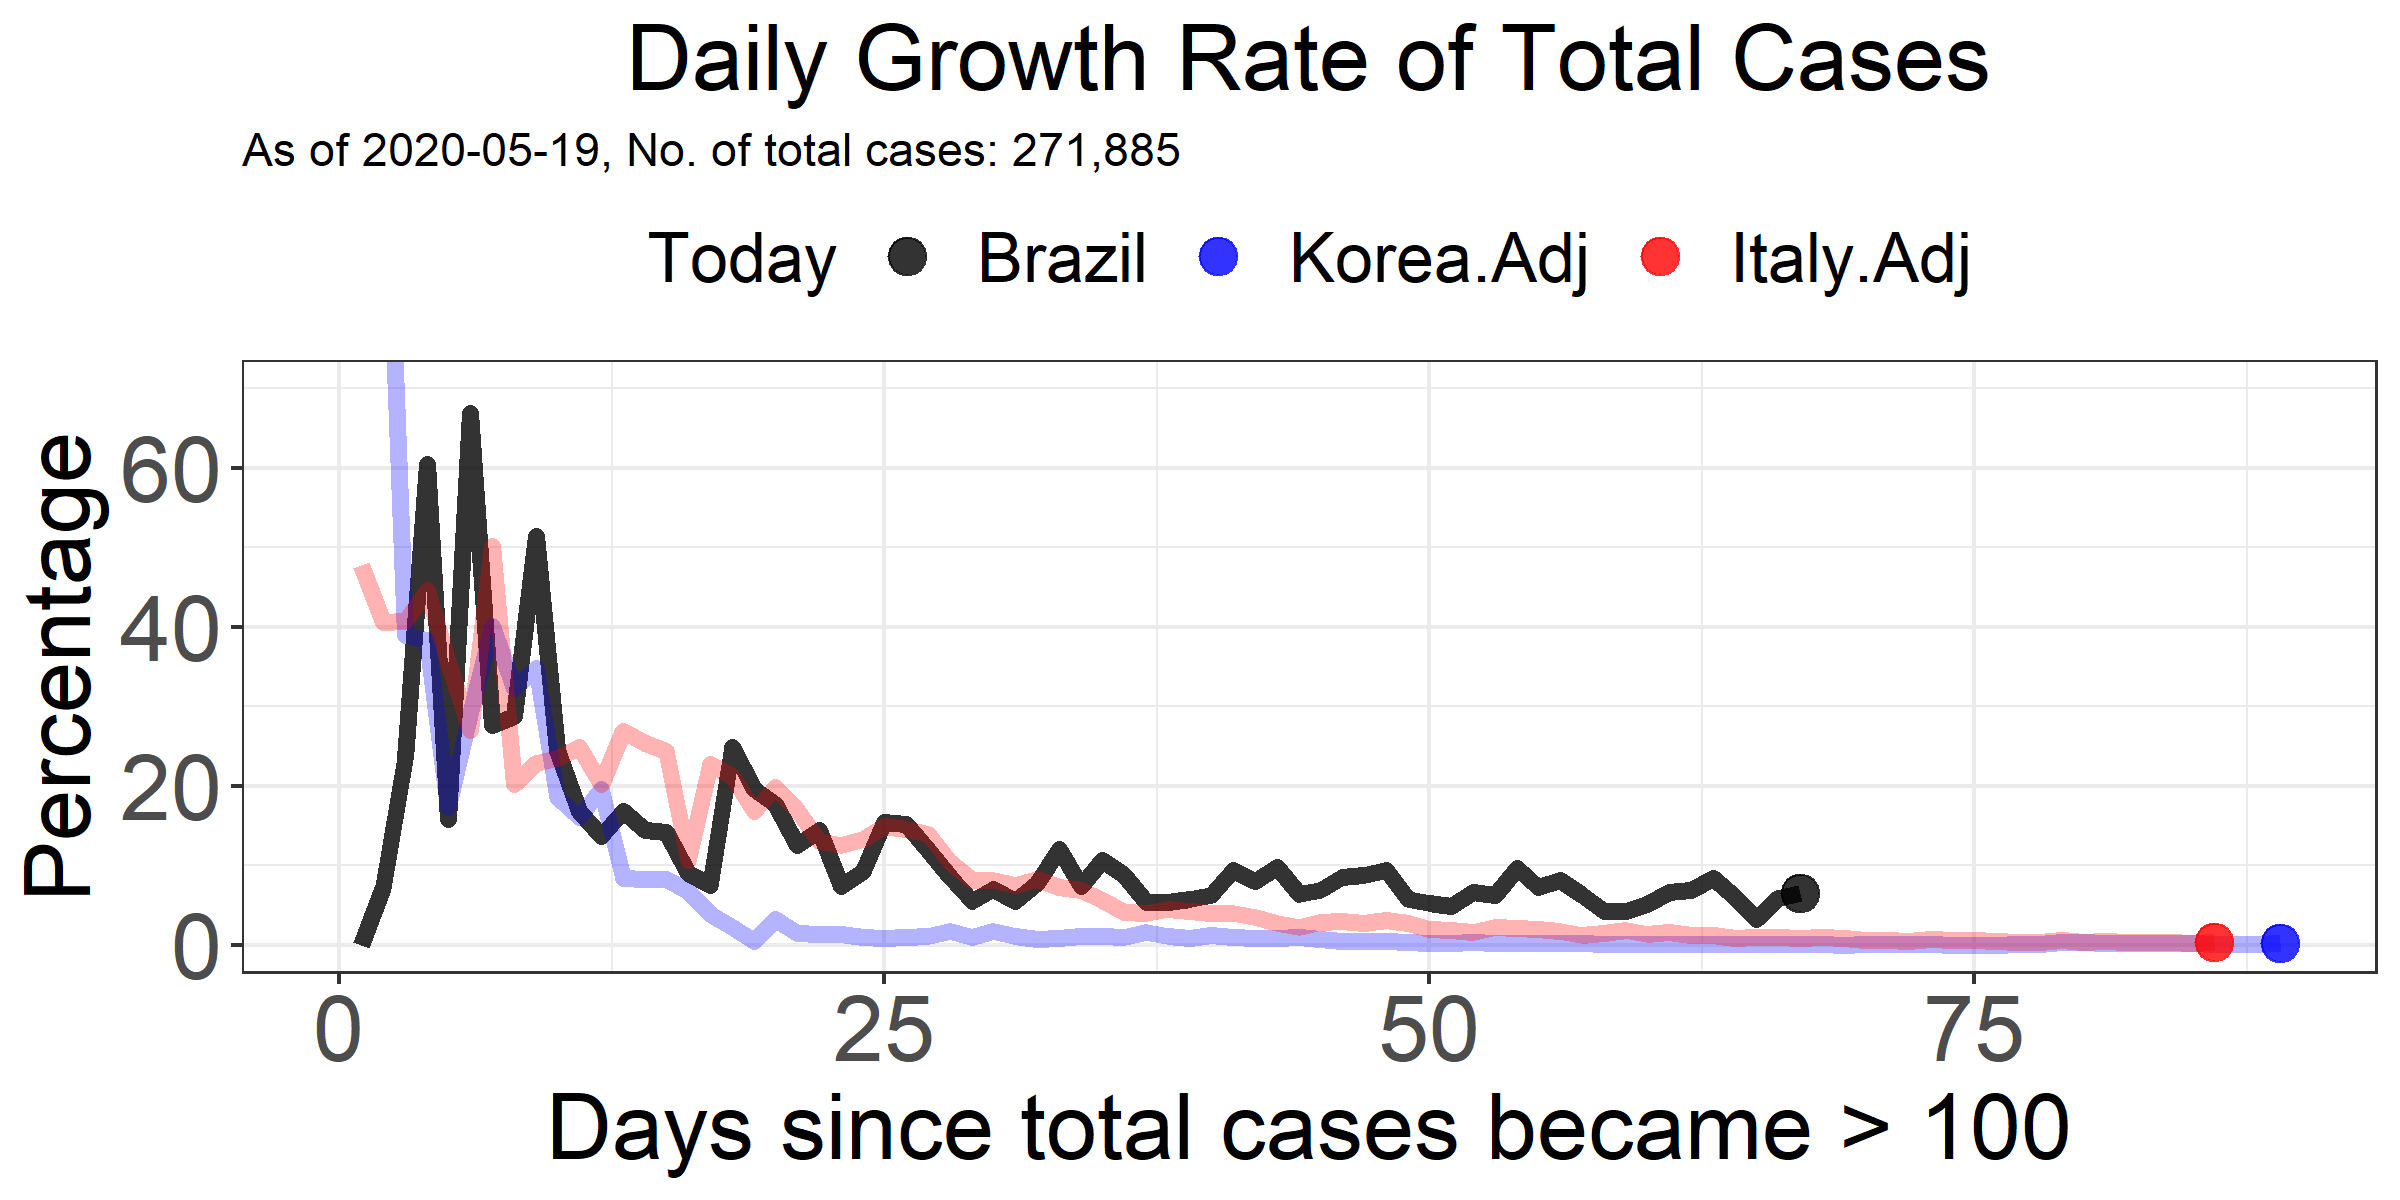 Daily Growth Rate of Total Cases
As of 2020-05-19, No. of total cases: 271,885
Today Brazil Korea.Adj Italy.Adj
Percentage
60
40
20
0
0 25 50 75
Days since total cases became > 100